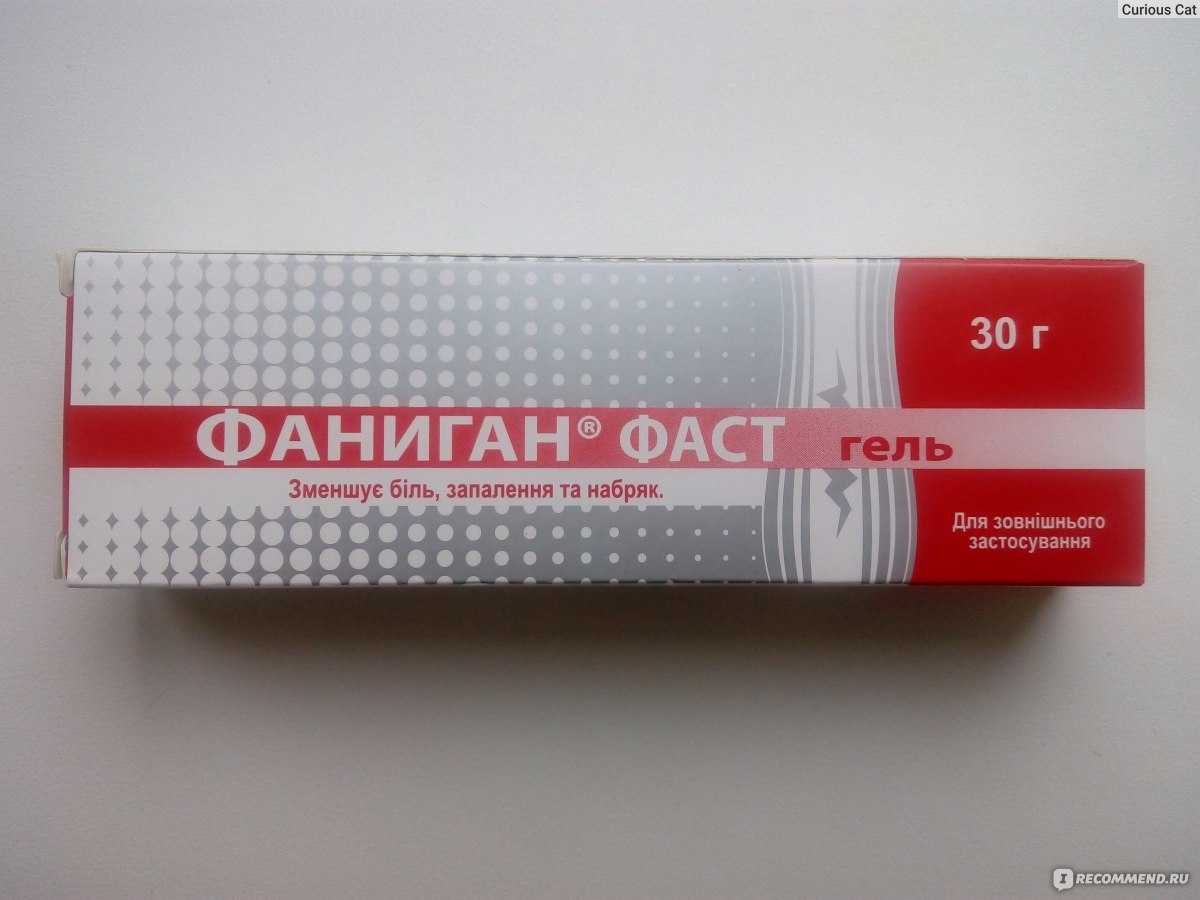 Curious Cat
30 г
ФАНИГАН® ФАСТ гель
Зменшує біль, запалення та набряк.
Для зовнішнього
застосування
I RECOMMEND.RU